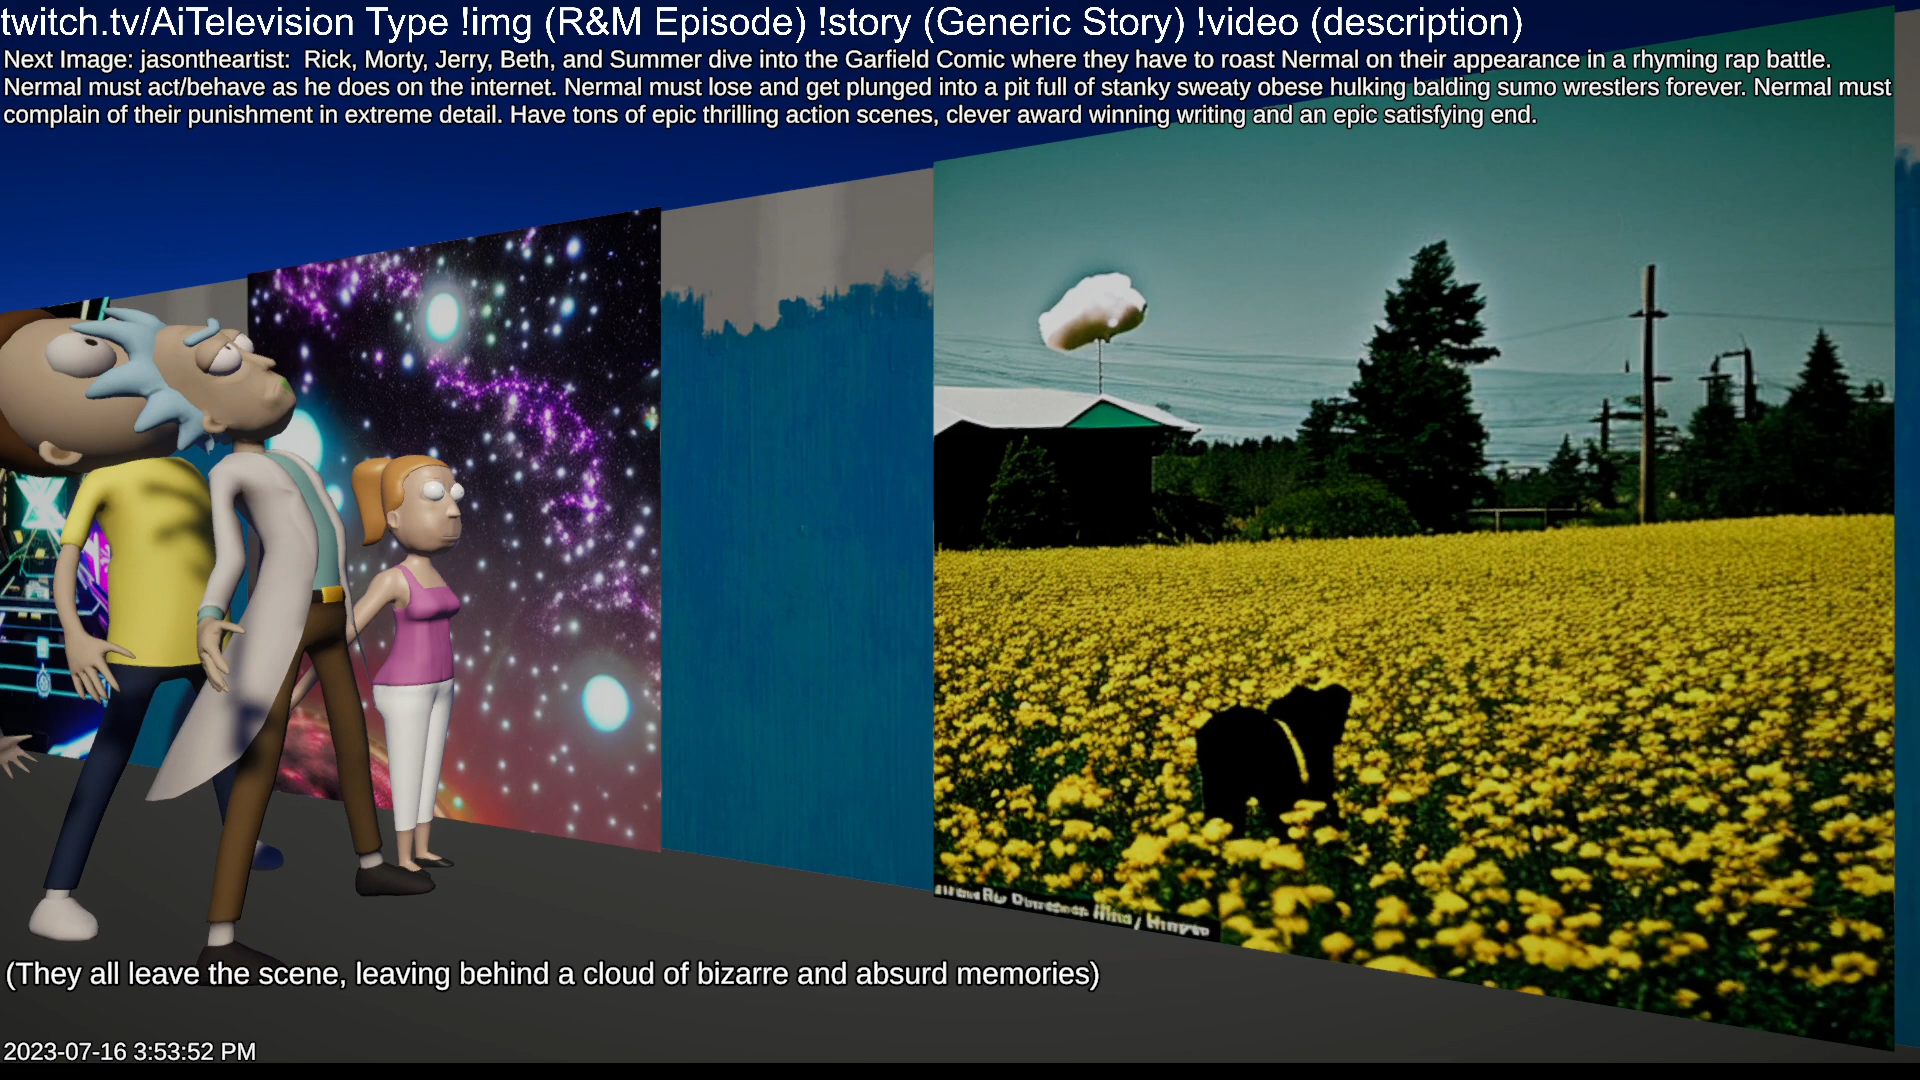 twitch.tv/AiTelevision Type !img (R&M Episode) !story (Generic Story) !video (description)
Next Image: jasontheartist:  Rick, Morty, Jerry, Beth, and Summer dive into the Garfield Comic where they have to roast Nermal on their appearance in a rhyming rap battle.
Nermal must act/behave as he does on the internet. Nermal must lose and get plunged into a pit full of stanky sweaty obese hulking balding sumo wrestlers forever. Nermal must
complain of their punishment in extreme detail. Have tons of epic thrilling action scenes, clever award winning writing and an epic satisfying end.
(They all leave the scene, leaving behind a cloud of bizarre and absurd memories)
2023-07-16 3:53:52 PM